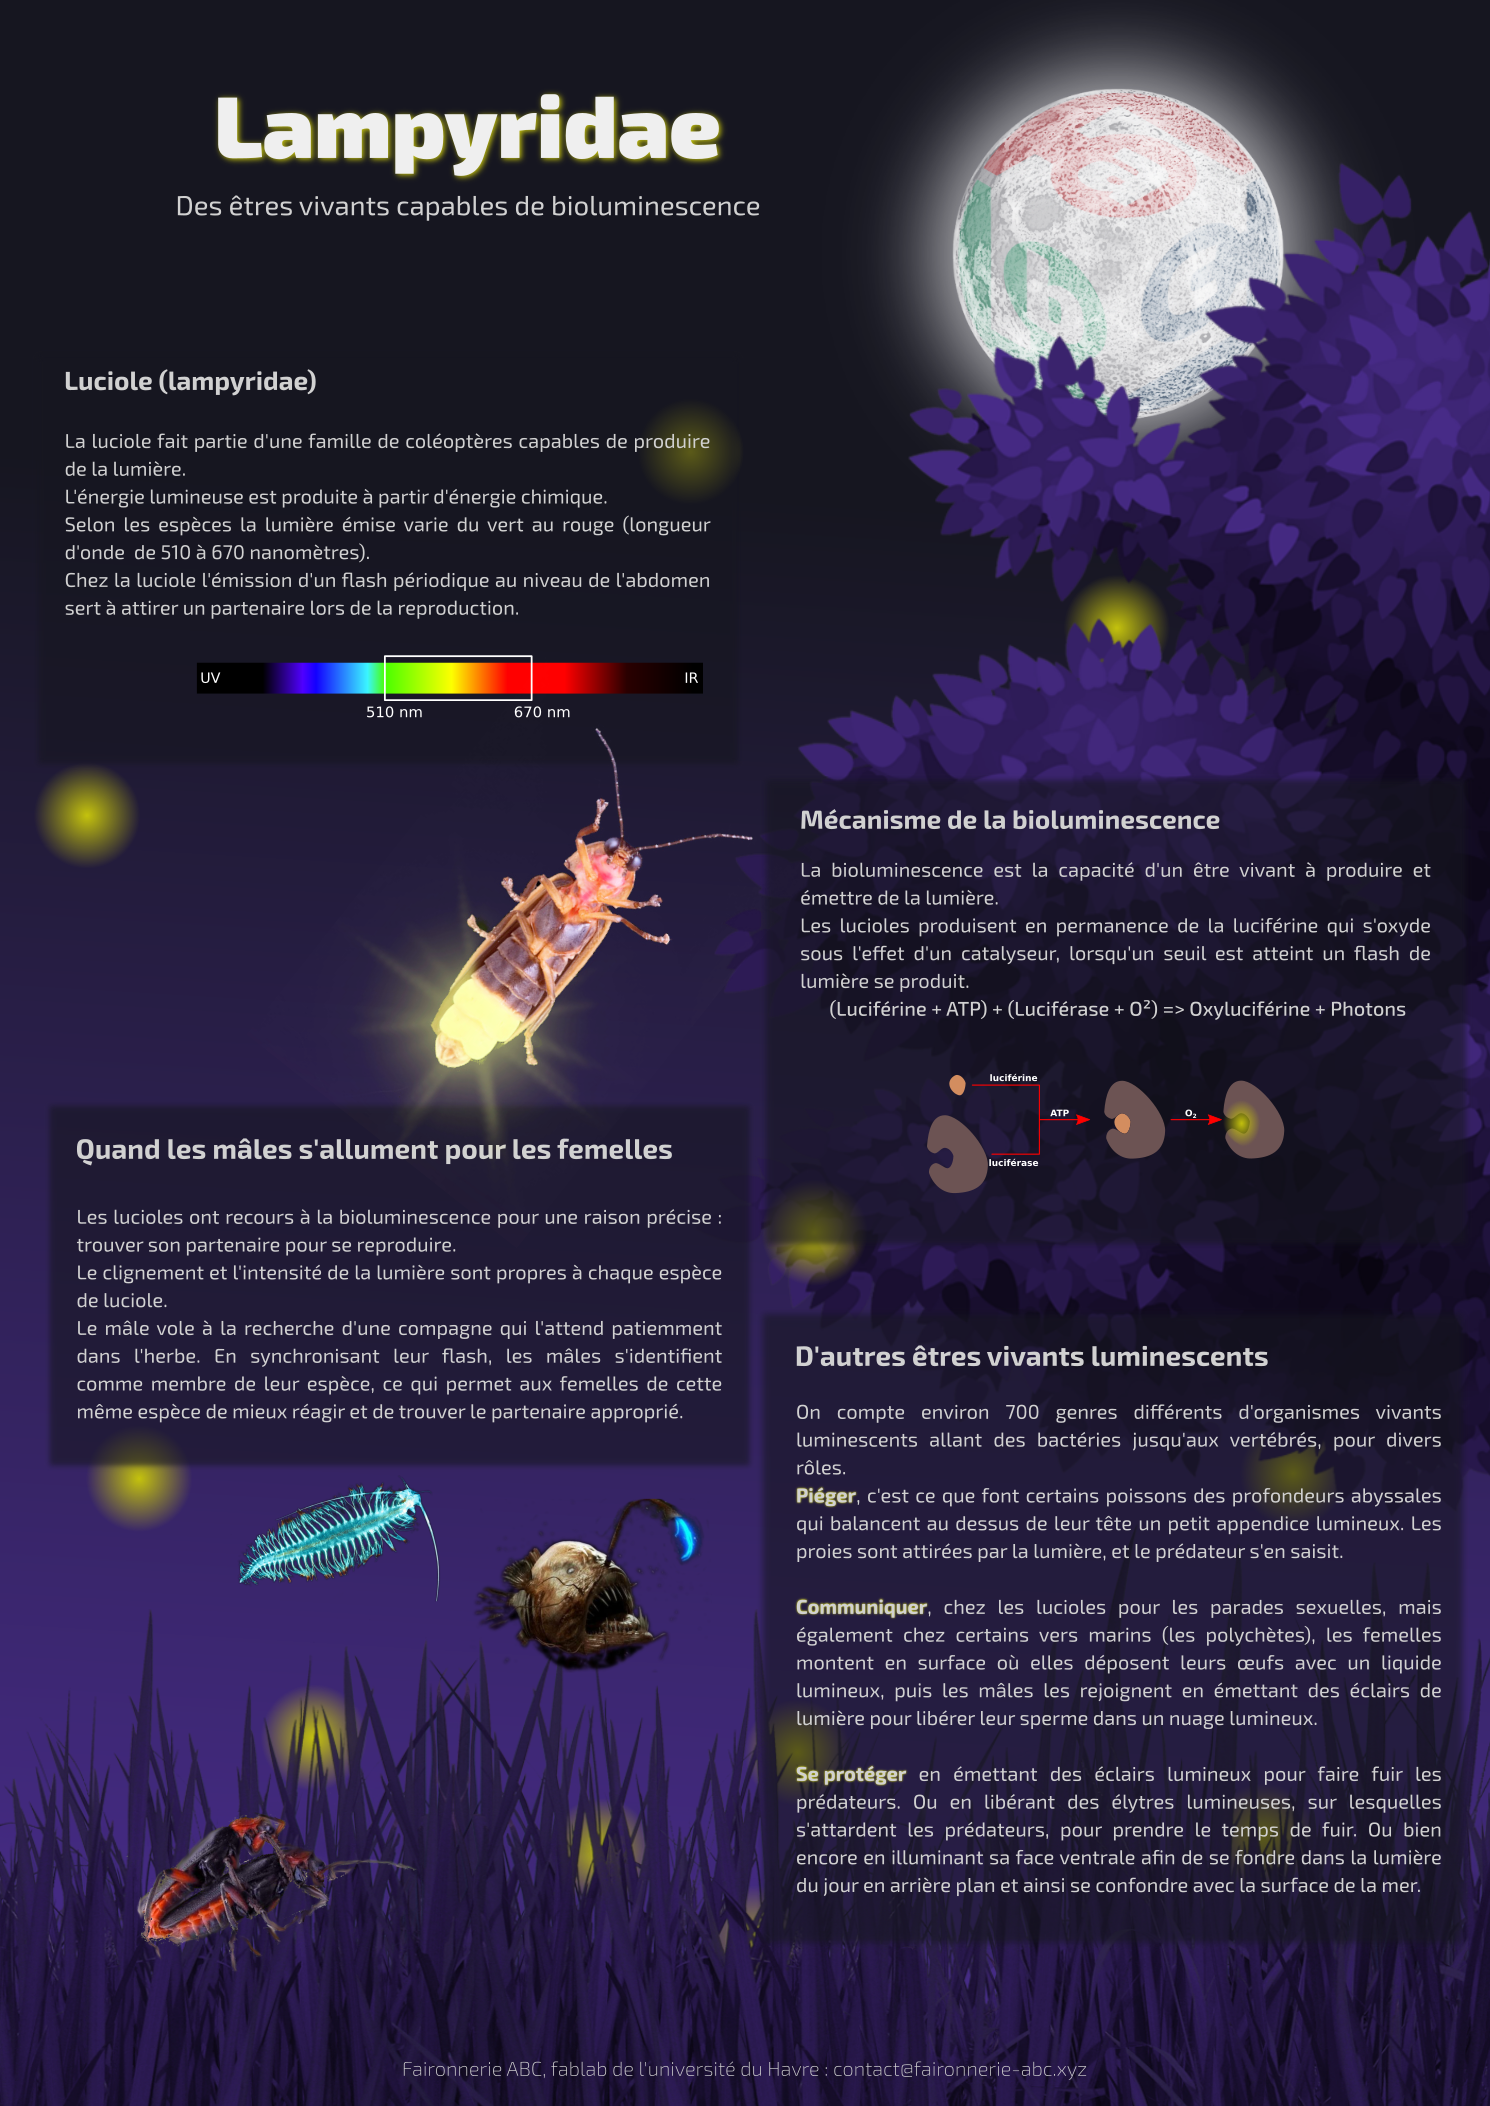 Lampyridae
Des êtres vivants capables de bioluminescence
a
b
c
Luciole (lampyridae)
La luciole fait partie d'une famille de coléoptères capables de produire
de la lumière.
L'énergie lumineuse est produite à partir d'énergie chimique.
Selon les espèces la lumière émise varie du vert au rouge (longueur
d'onde de 510 à 670 nanomètres).
Chez la luciole l'émission d'un flash périodique au niveau de l'abdomen
sert à attirer un partenaire lors de la reproduction.
UV IR
510 nm 670 nm
Mécanisme de la bioluminescence
La bioluminescence est la capacité d'un être vivant à produire et
émettre de la lumière.
Les lucioles produisent en permanence de la luciférine qui s'oxyde
sous l'effet d'un catalyseur, lorsqu'un seuil est atteint un flash de
lumière se produit.
(Luciférine + ATP) + (Luciférase + O²) => Oxyluciférine + Photons
luciférine
ATP O₂
luciférase
Quand les mâles s'allument pour les femelles
Les lucioles ont recours à la bioluminescence pour une raison précise :
trouver son partenaire pour se reproduire.
Le clignement et l'intensité de la lumière sont propres à chaque espèce
de luciole.
Le mâle vole à la recherche d'une compagne qui l'attend patiemment
dans l'herbe. En synchronisant leur flash, les mâles s'identifient
comme membre de leur espèce, ce qui permet aux femelles de cette
même espèce de mieux réagir et de trouver le partenaire approprié.
D'autres êtres vivants luminescents
On compte environ 700 genres différents d'organismes vivants
luminescents allant des bactéries jusqu'aux vertébrés, pour divers
rôles.
Piéger, c'est ce que font certains poissons des profondeurs abyssales
qui balancent au dessus de leur tête un petit appendice lumineux. Les
proies sont attirées par la lumière, et le prédateur s'en saisit.
Communiquer, chez les lucioles pour les parades sexuelles, mais
également chez certains vers marins (les polychètes), les femelles
montent en surface où elles déposent leurs œufs avec un liquide
lumineux, puis les mâles les rejoignent en émettant des éclairs de
lumière pour libérer leur sperme dans un nuage lumineux.
Se protéger en émettant des éclairs lumineux pour faire fuir les
prédateurs. Ou en libérant des élytres lumineuses, sur lesquelles
s'attardent les prédateurs, pour prendre le temps de fuir. Ou bien
encore en illuminant sa face ventrale afin de se fondre dans la lumière
du jour en arrière plan et ainsi se confondre avec la surface de la mer.
Faironnerie ABC, fablab de l'université du Havre : contact@faironnerie-abc.xyz